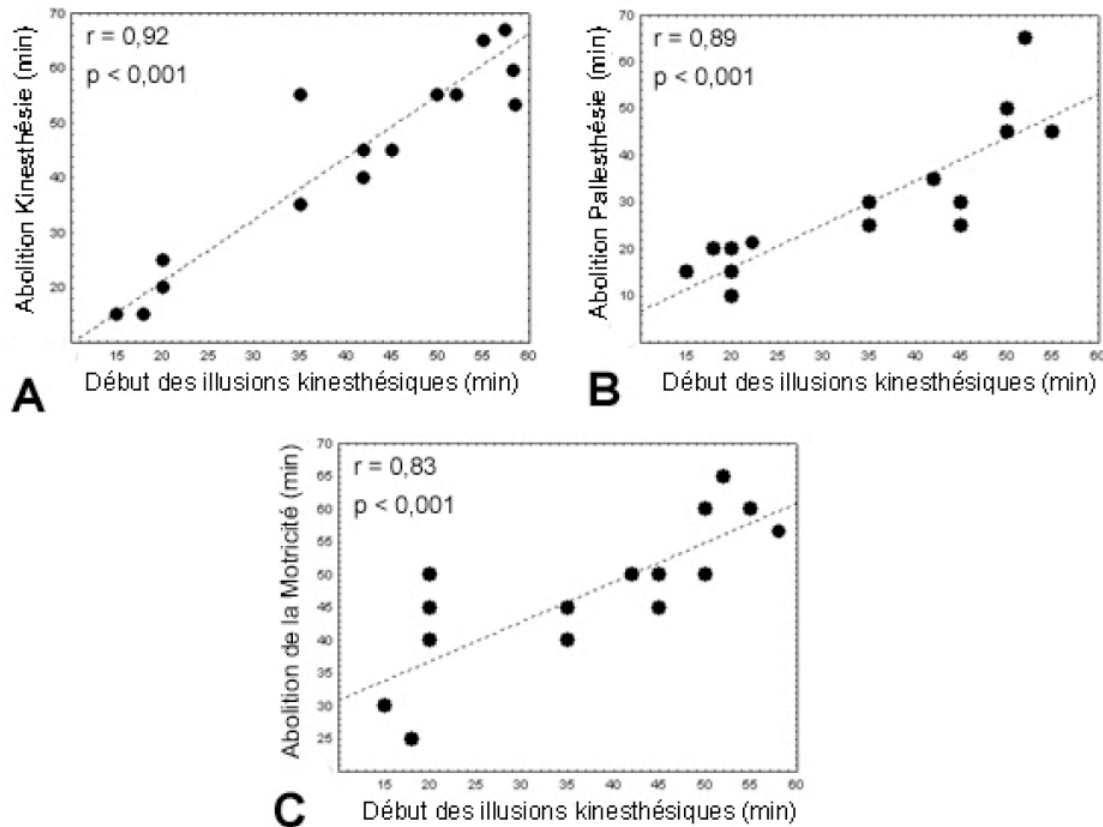 A
r = 0,92
p < 0,001
Abolition Kinesthésie (min)
70
60
50
40
30
20
15 20 25 30 35 40 45 50 55 60
Début des illusions kinesthésiques (min)
B
r = 0,89
p < 0,001
Abolition Pallesthésie (min)
70
60
50
40
30
20
10
15 20 25 30 35 40 45 50 55 60
Début des illusions kinesthésiques (min)
C
r = 0,83
p < 0,001
Abolition de la Motricité (min)
70
65
60
55
50
45
40
35
30
25
15 20 25 30 35 40 45 50 55 60
Début des illusions kinesthésiques (min)